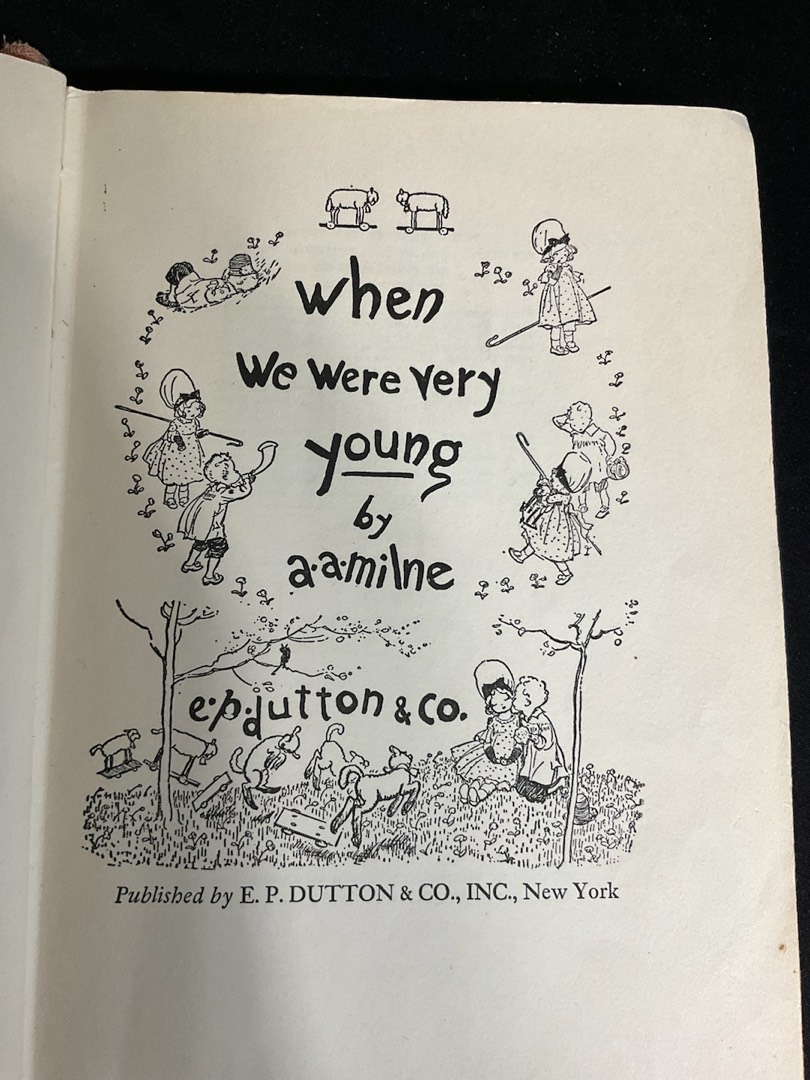 when
we were very
young
by
a·a·milne
e·p·dutton & co.
Published by E. P. DUTTON & CO., INC., New York